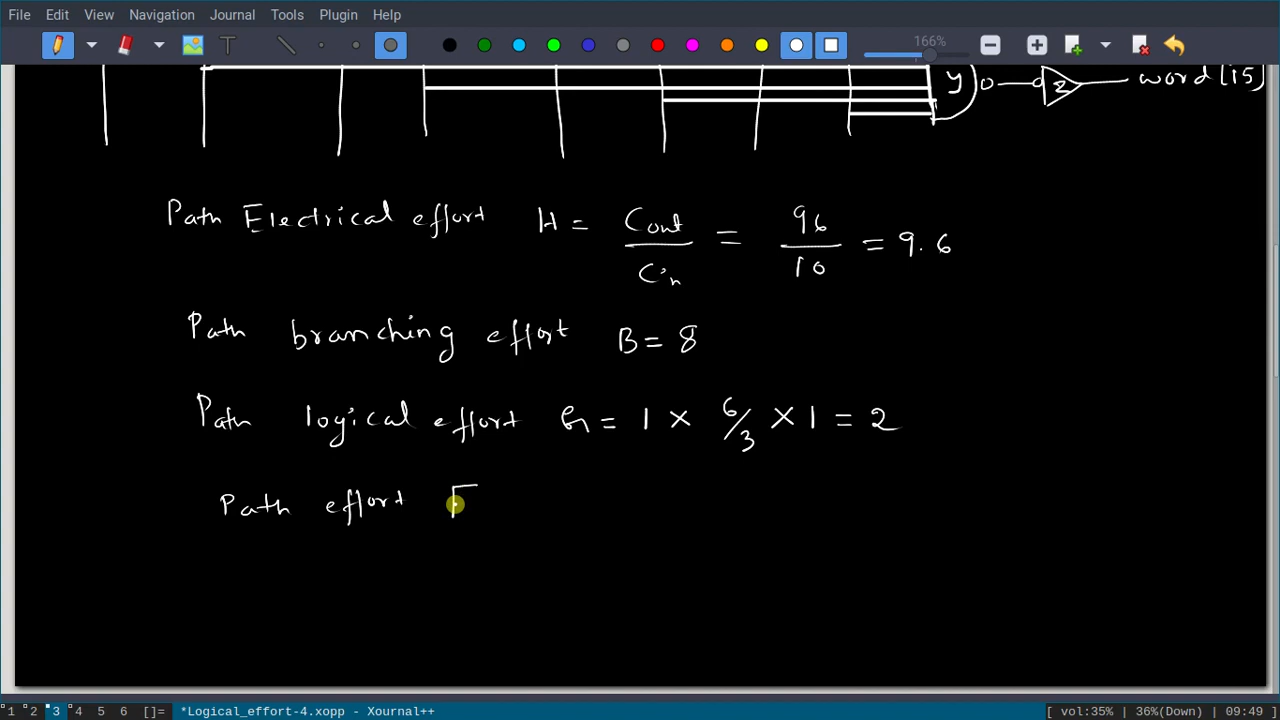 File Edit View Navigation Journal Tools Plugin Help
166%
y z word [15]
Path Electrical effort H = Cout / Cin = 96 / 10 = 9.6
Path branching effort B = 8
Path logical effort G = 1 × 6/3 × 1 = 2
Path effort F
1 2 3 4 5 6 []= *Logical_effort-4.xopp - Xournal++ [ vol:35% | 36%(Down) | 09:49 ]